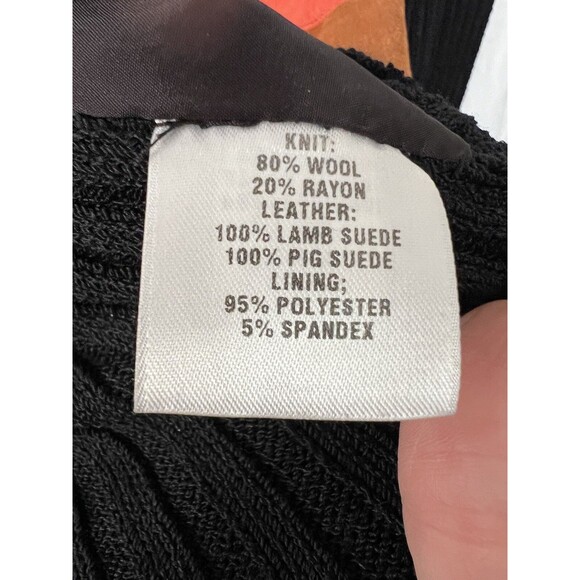 KNIT:
80% WOOL
20% RAYON
LEATHER:
100% LAMB SUEDE
100% PIG SUEDE
LINING;
95% POLYESTER
5% SPANDEX